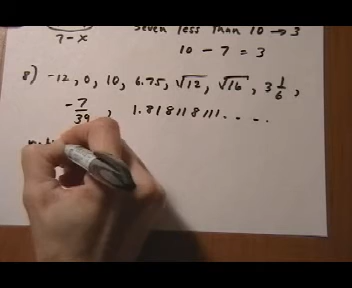 7 - x
Seven less than 10 → 3
10 - 7 = 3
8) -12, 0, 10, 6.75, √12, √16, 3 1/6,
-7/39, 1.818118111. . . .